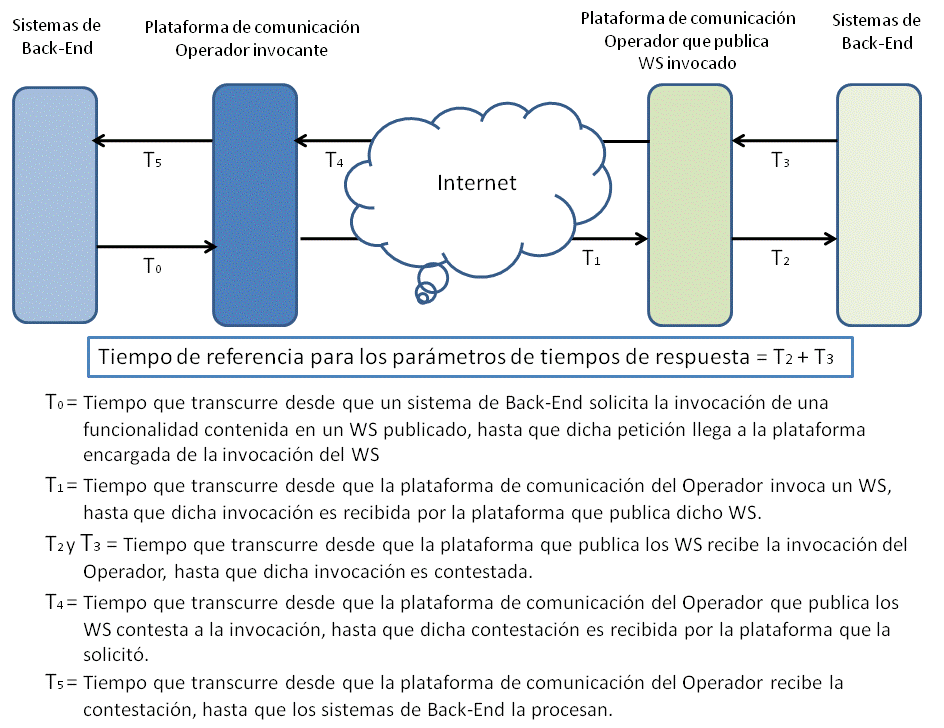 Sistemas de
Back-End
Plataforma de comunicación
Operador invocante
Plataforma de comunicación
Operador que publica
WS invocado
Sistemas de
Back-End
T5
T4
Internet
T3
T0
T1
T2
Tiempo de referencia para los parámetros de tiempos de respuesta = T2 + T3
T0 = Tiempo que transcurre desde que un sistema de Back-End solicita la invocación de una
funcionalidad contenida en un WS publicado, hasta que dicha petición llega a la plataforma
encargada de la invocación del WS
T1 = Tiempo que transcurre desde que la plataforma de comunicación del Operador invoca un WS,
hasta que dicha invocación es recibida por la plataforma que publica dicho WS.
T2 y T3 = Tiempo que transcurre desde que la plataforma que publica los WS recibe la invocación del
Operador, hasta que dicha invocación es contestada.
T4 = Tiempo que transcurre desde que la plataforma de comunicación del Operador que publica los
WS contesta a la invocación, hasta que dicha contestación es recibida por la plataforma que la
solicitó.
T5 = Tiempo que transcurre desde que la plataforma de comunicación del Operador recibe la
contestación, hasta que los sistemas de Back-End la procesan.